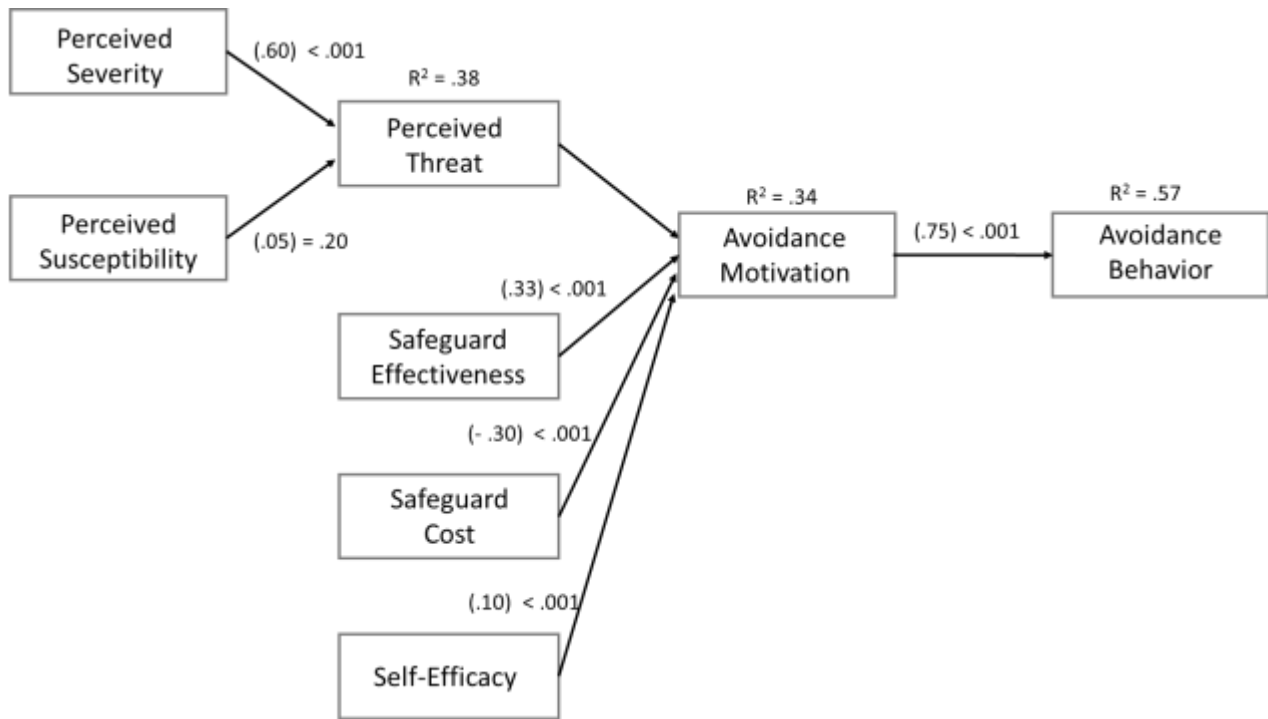 Perceived
Severity
(.60) < .001
R² = .38
Perceived
Threat
Perceived
Susceptibility
(.05) = .20
R² = .34
Avoidance
Motivation
(.75) < .001
R² = .57
Avoidance
Behavior
(.33) < .001
Safeguard
Effectiveness
(- .30) < .001
Safeguard
Cost
(.10) < .001
Self-Efficacy